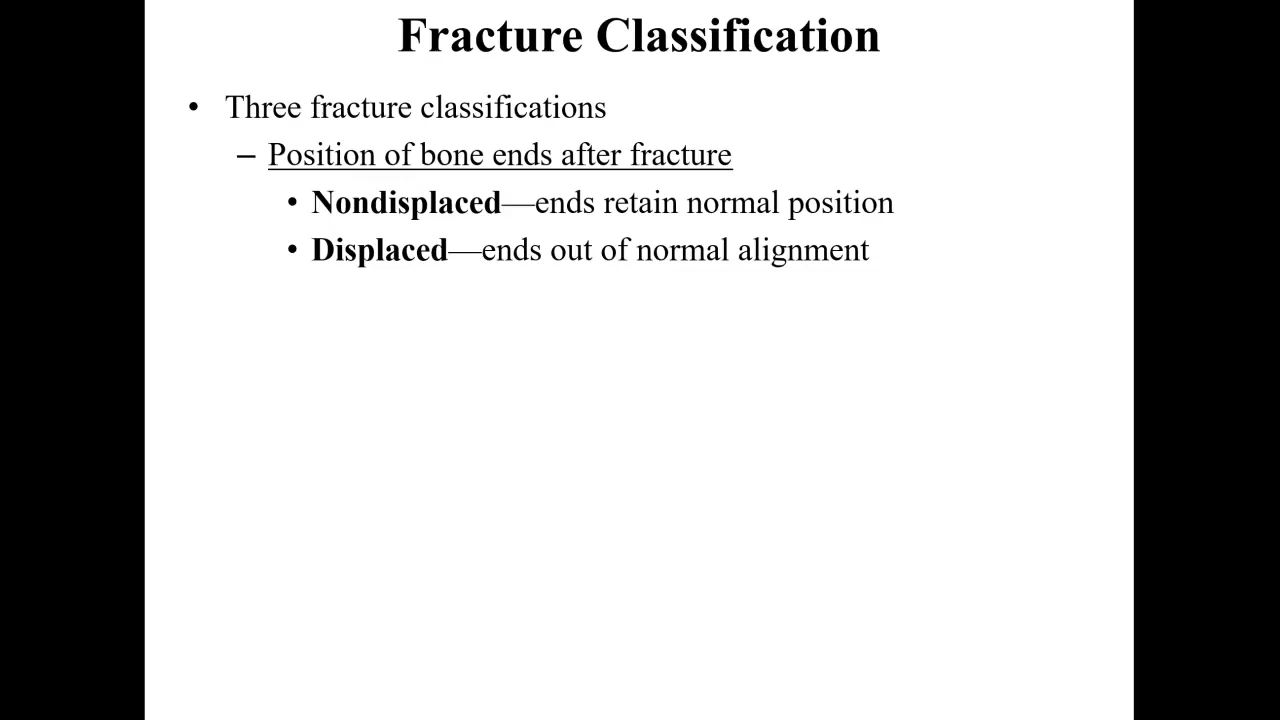 Fracture Classification
• Three fracture classifications
– Position of bone ends after fracture
• Nondisplaced—ends retain normal position
• Displaced—ends out of normal alignment